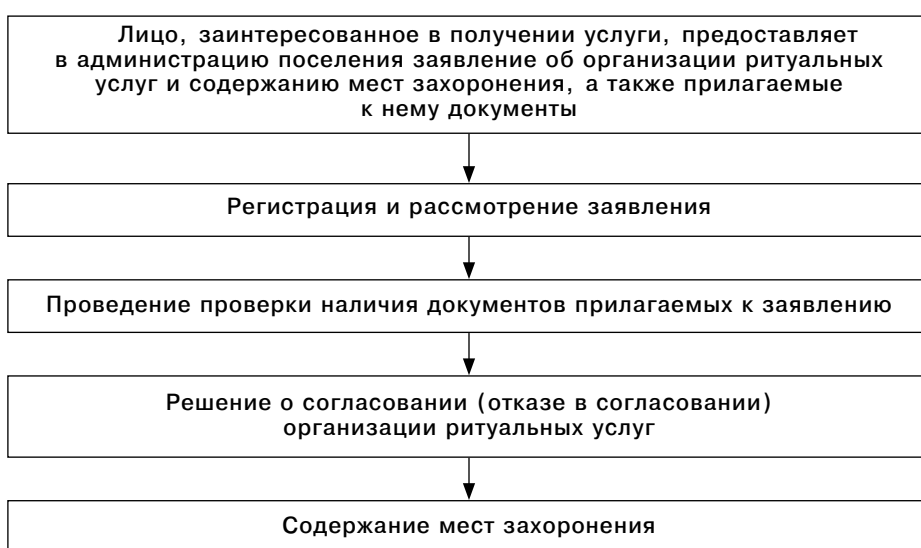 Лицо, заинтересованное в получении услуги, предоставляет
в администрацию поселения заявление об организации ритуальных
услуг и содержанию мест захоронения, а также прилагаемые
к нему документы
Регистрация и рассмотрение заявления
Проведение проверки наличия документов прилагаемых к заявлению
Решение о согласовании (отказе в согласовании)
организации ритуальных услуг
Содержание мест захоронения